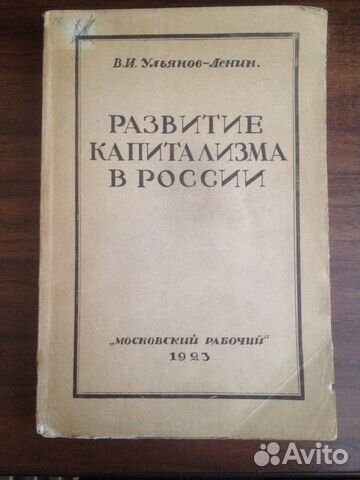 В.И. Ульянов-Ленин.
РАЗВИТИЕ
КАПИТАЛИЗМА
В РОССИИ
„МОСКОВСКИЙ РАБОЧИЙ“
1923
Avito